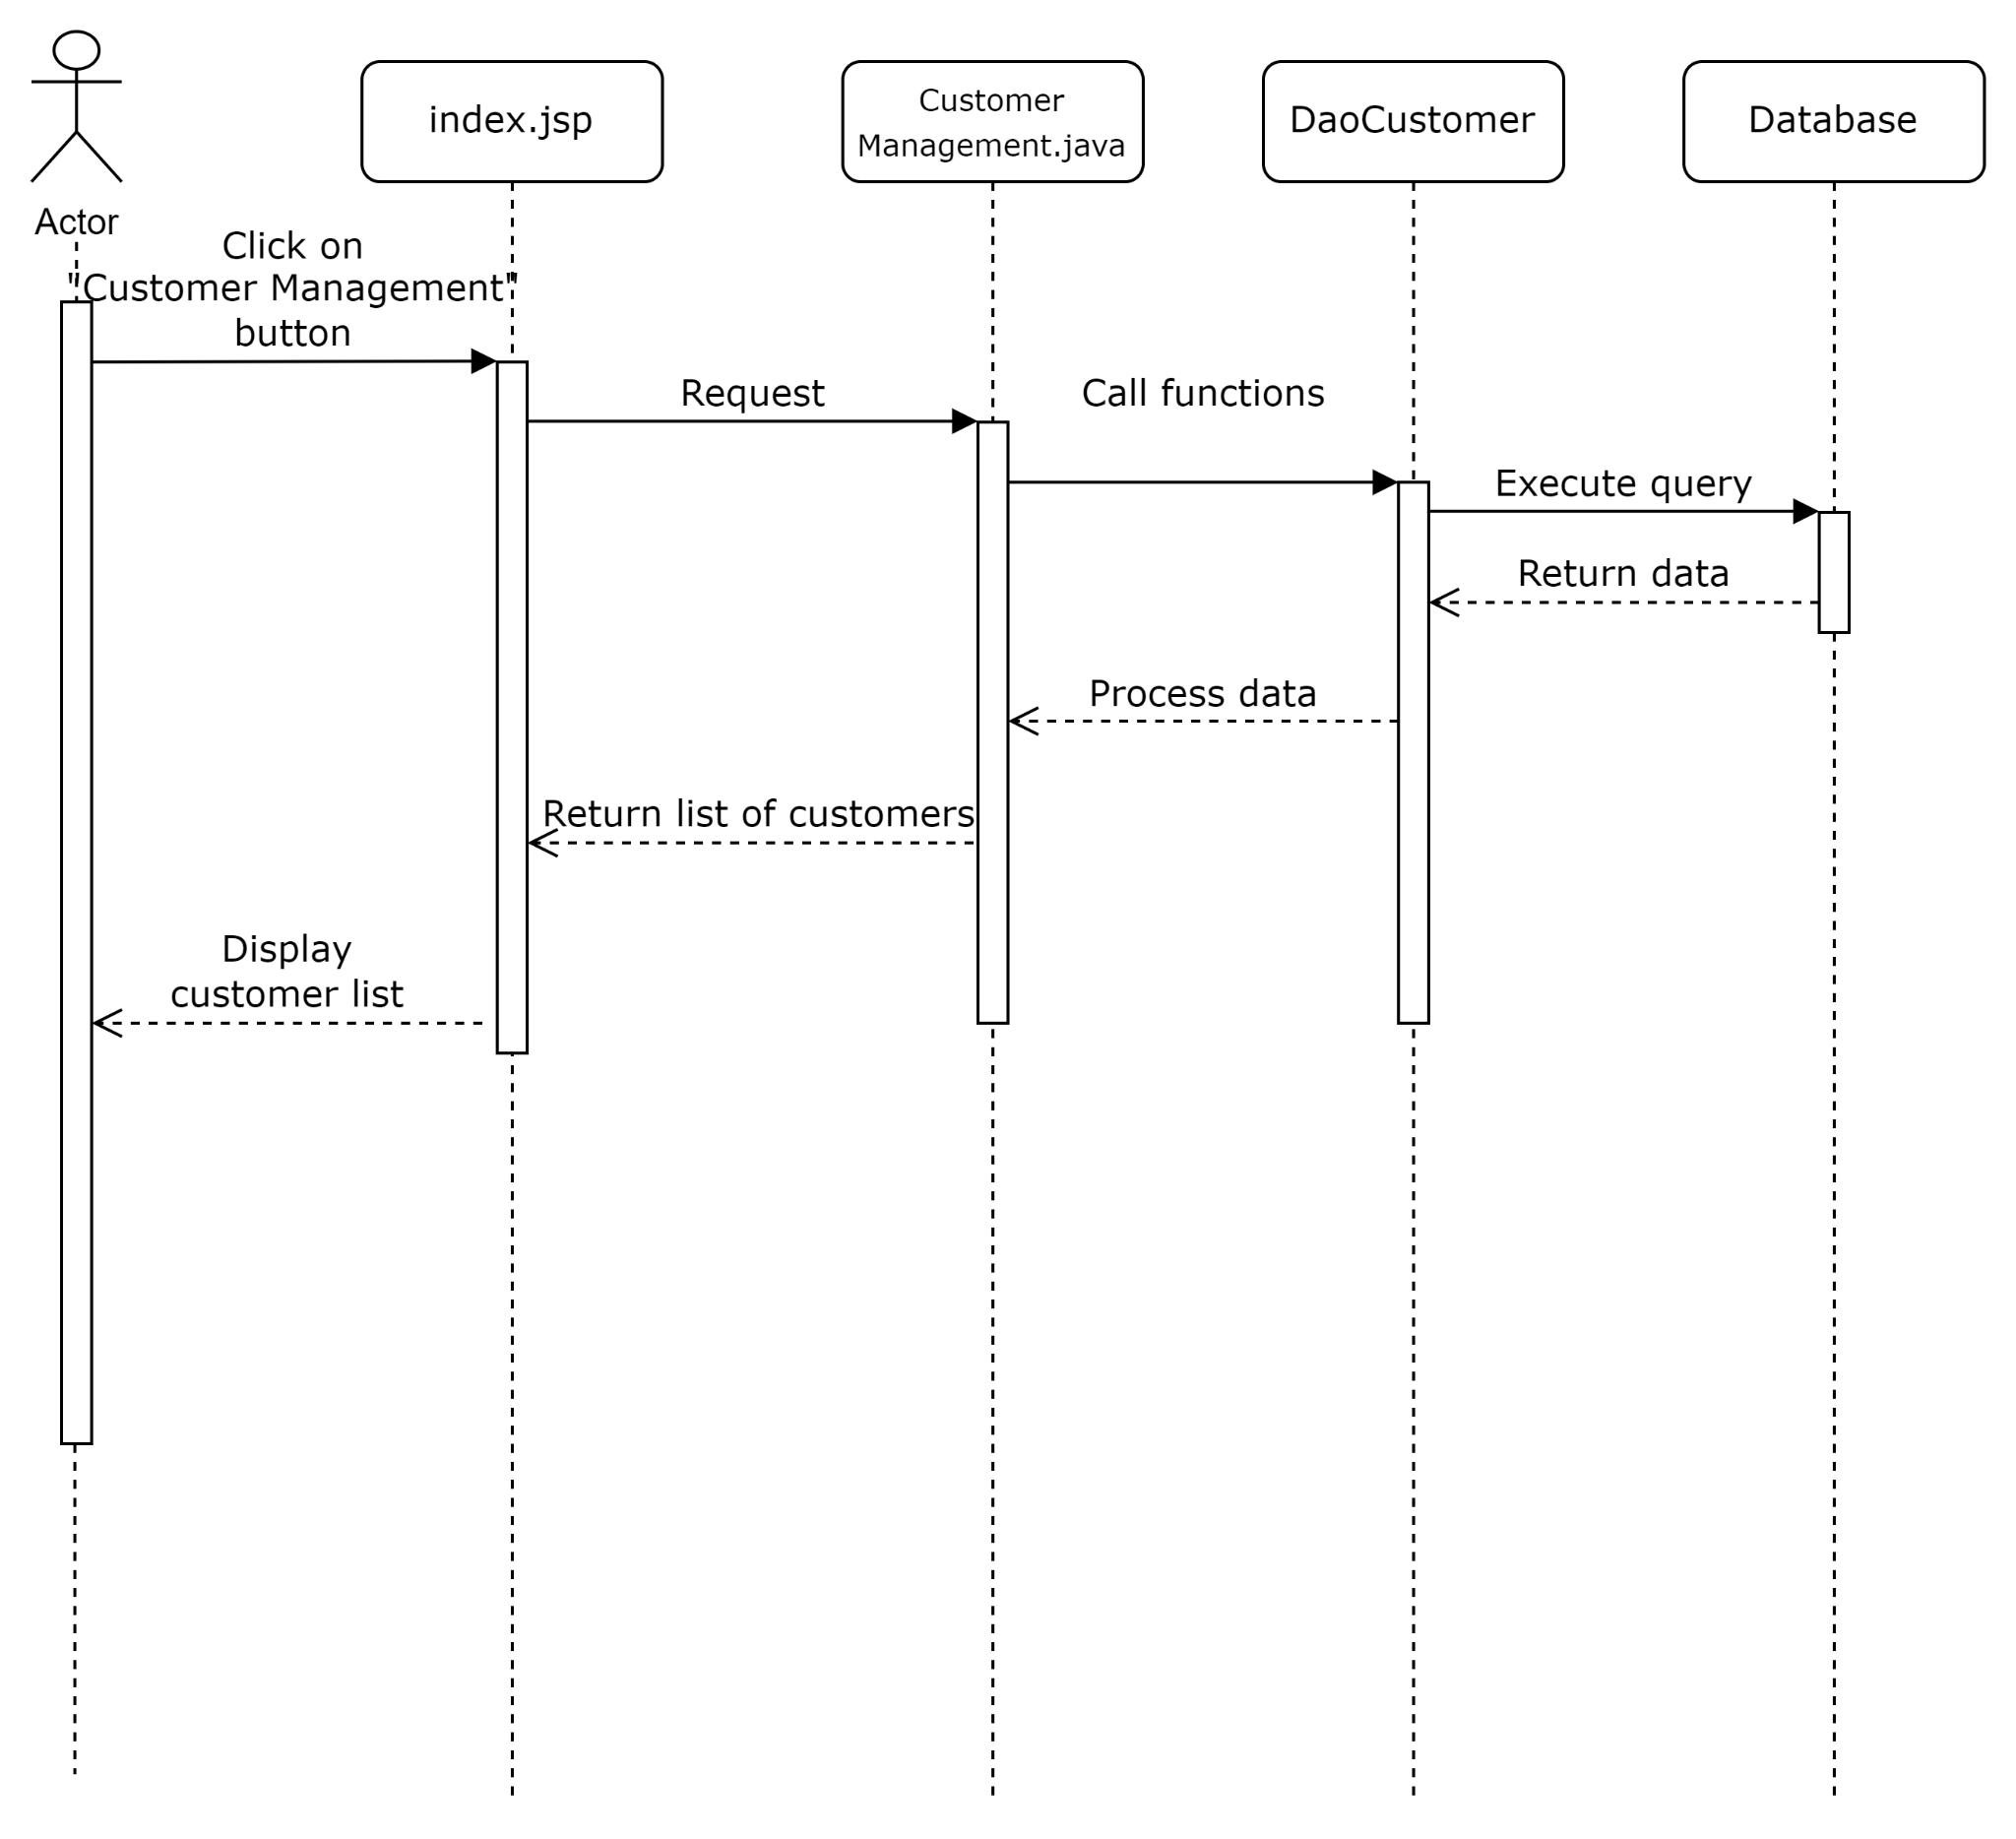 Actor
index.jsp
Customer
Management.java
DaoCustomer
Database
Click on
"Customer Management"
button
Request
Call functions
Execute query
Return data
Process data
Return list of customers
Display
customer list